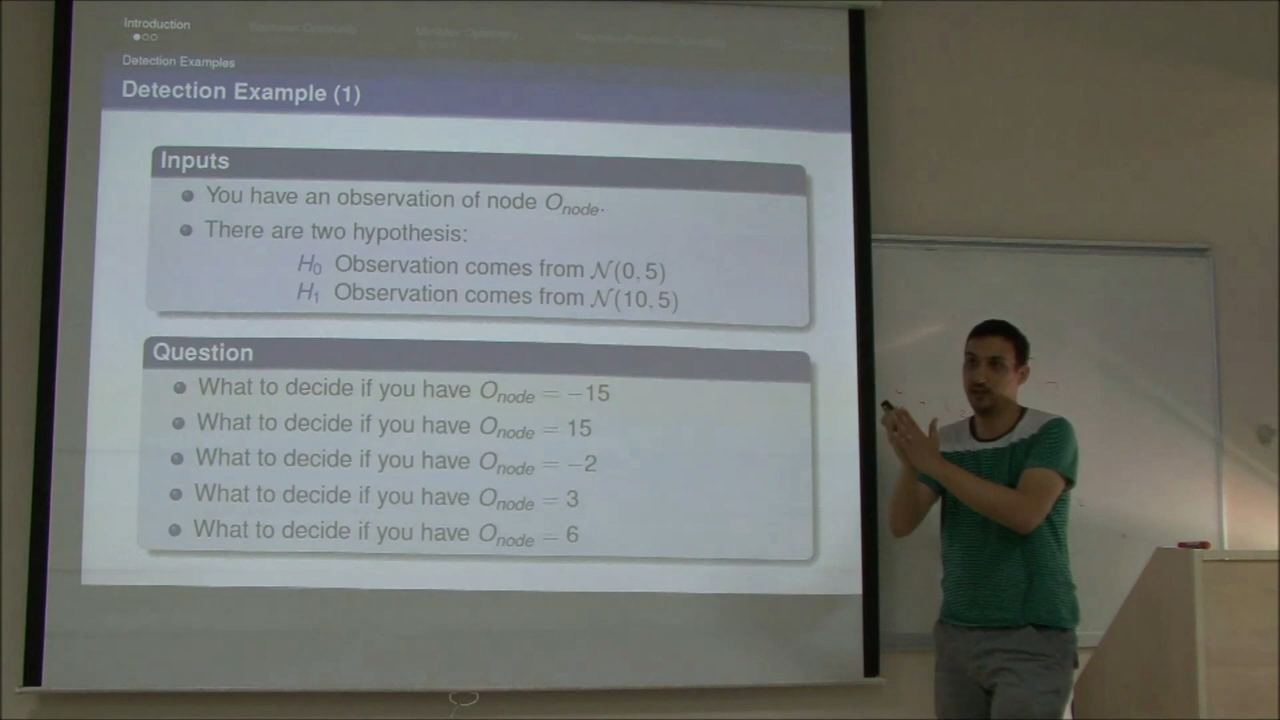 Introduction
Detection Examples
Detection Example (1)
Inputs
You have an observation of node O_node.
There are two hypothesis:
H_0 Observation comes from 𝒩(0, 5)
H_1 Observation comes from 𝒩(10, 5)
Question
What to decide if you have O_node = −15
What to decide if you have O_node = 15
What to decide if you have O_node = −2
What to decide if you have O_node = 3
What to decide if you have O_node = 6